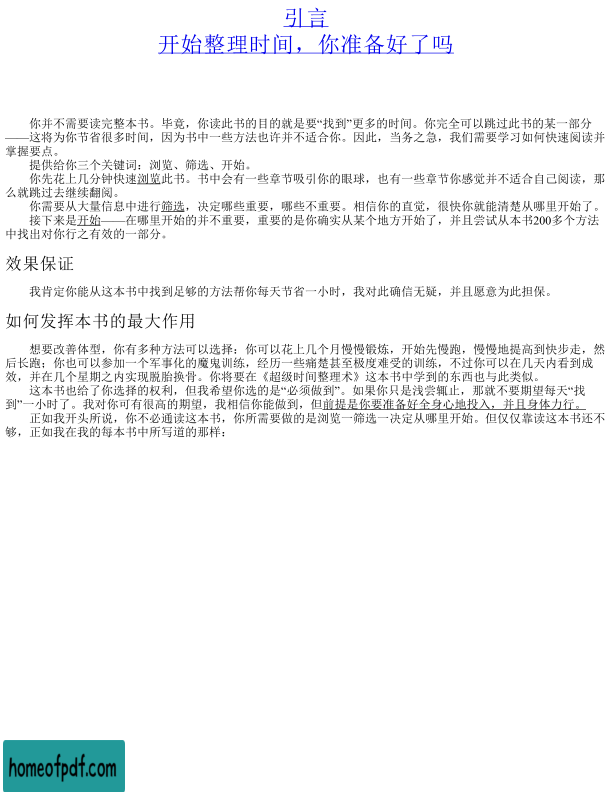 引言
开始整理时间，你准备好了吗
你并不需要读完整本书。毕竟，你读此书的目的就是要“找到”更多的时间。你完全可以跳过此书的某一部分
——这将为你节省很多时间，因为书中一些方法也许并不适合你。因此，当务之急，我们需要学习如何快速阅读并
掌握要点。
提供给你三个关键词：浏览、筛选、开始。
你先花上几分钟快速浏览此书。书中会有一些章节吸引你的眼球，也有一些章节你感觉并不适合自己阅读，那
么就跳过去继续翻阅。
你需要从大量信息中进行筛选，决定哪些重要，哪些不重要。相信你的直觉，很快你就能清楚从哪里开始了。
接下来是开始——在哪里开始的并不重要，重要的是你确实从某个地方开始了，并且尝试从本书200多个方法
中找出对你行之有效的一部分。
效果保证
我肯定你能从这本书中找到足够的方法帮你每天节省一小时，我对此确信无疑，并且愿意为此担保。
如何发挥本书的最大作用
想要改善体型，你有多种方法可以选择：你可以花上几个月慢慢锻炼，开始先慢跑，慢慢地提高到快步走，然
后长跑；你也可以参加一个军事化的魔鬼训练，经历一些痛楚甚至极度难受的训练，不过你可以在几天内看到成
效，并在几个星期之内实现脱胎换骨。你将要在《超级时间整理术》这本书中学到的东西也与此类似。
这本书也给了你选择的权利，但我希望你选的是“必须做到”。如果你只是浅尝辄止，那就不要期望每天“找
到”一小时了。我对你可有很高的期望，我相信你能做到，但前提是你要准备好全身心地投入，并且身体力行。
正如我开头所说，你不必通读这本书，你所需要做的是浏览一筛选一决定从哪里开始。但仅仅靠读这本书还不
够，正如我在我的每本书中所写道的那样：
homeofpdf.com